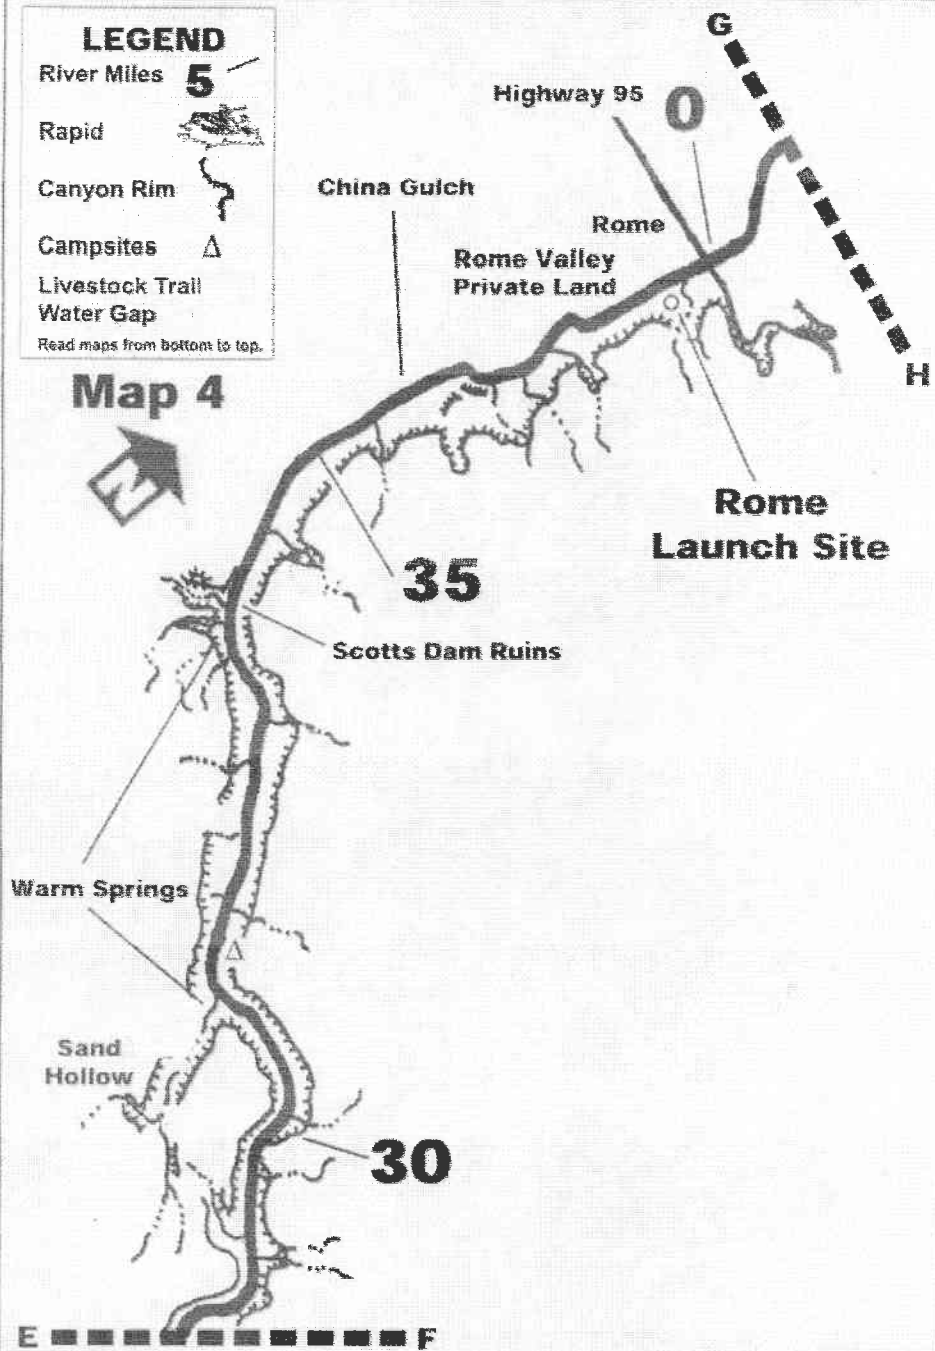 LEGEND
River Miles 5
Rapid
Canyon Rim
Campsites Δ
Livestock Trail
Water Gap
Read maps from bottom to top.
Map 4
N
G
Highway 95
0
China Gulch
Rome
Rome Valley
Private Land
H
Rome
Launch Site
35
Scotts Dam Ruins
Warm Springs
Sand
Hollow
30
E
F